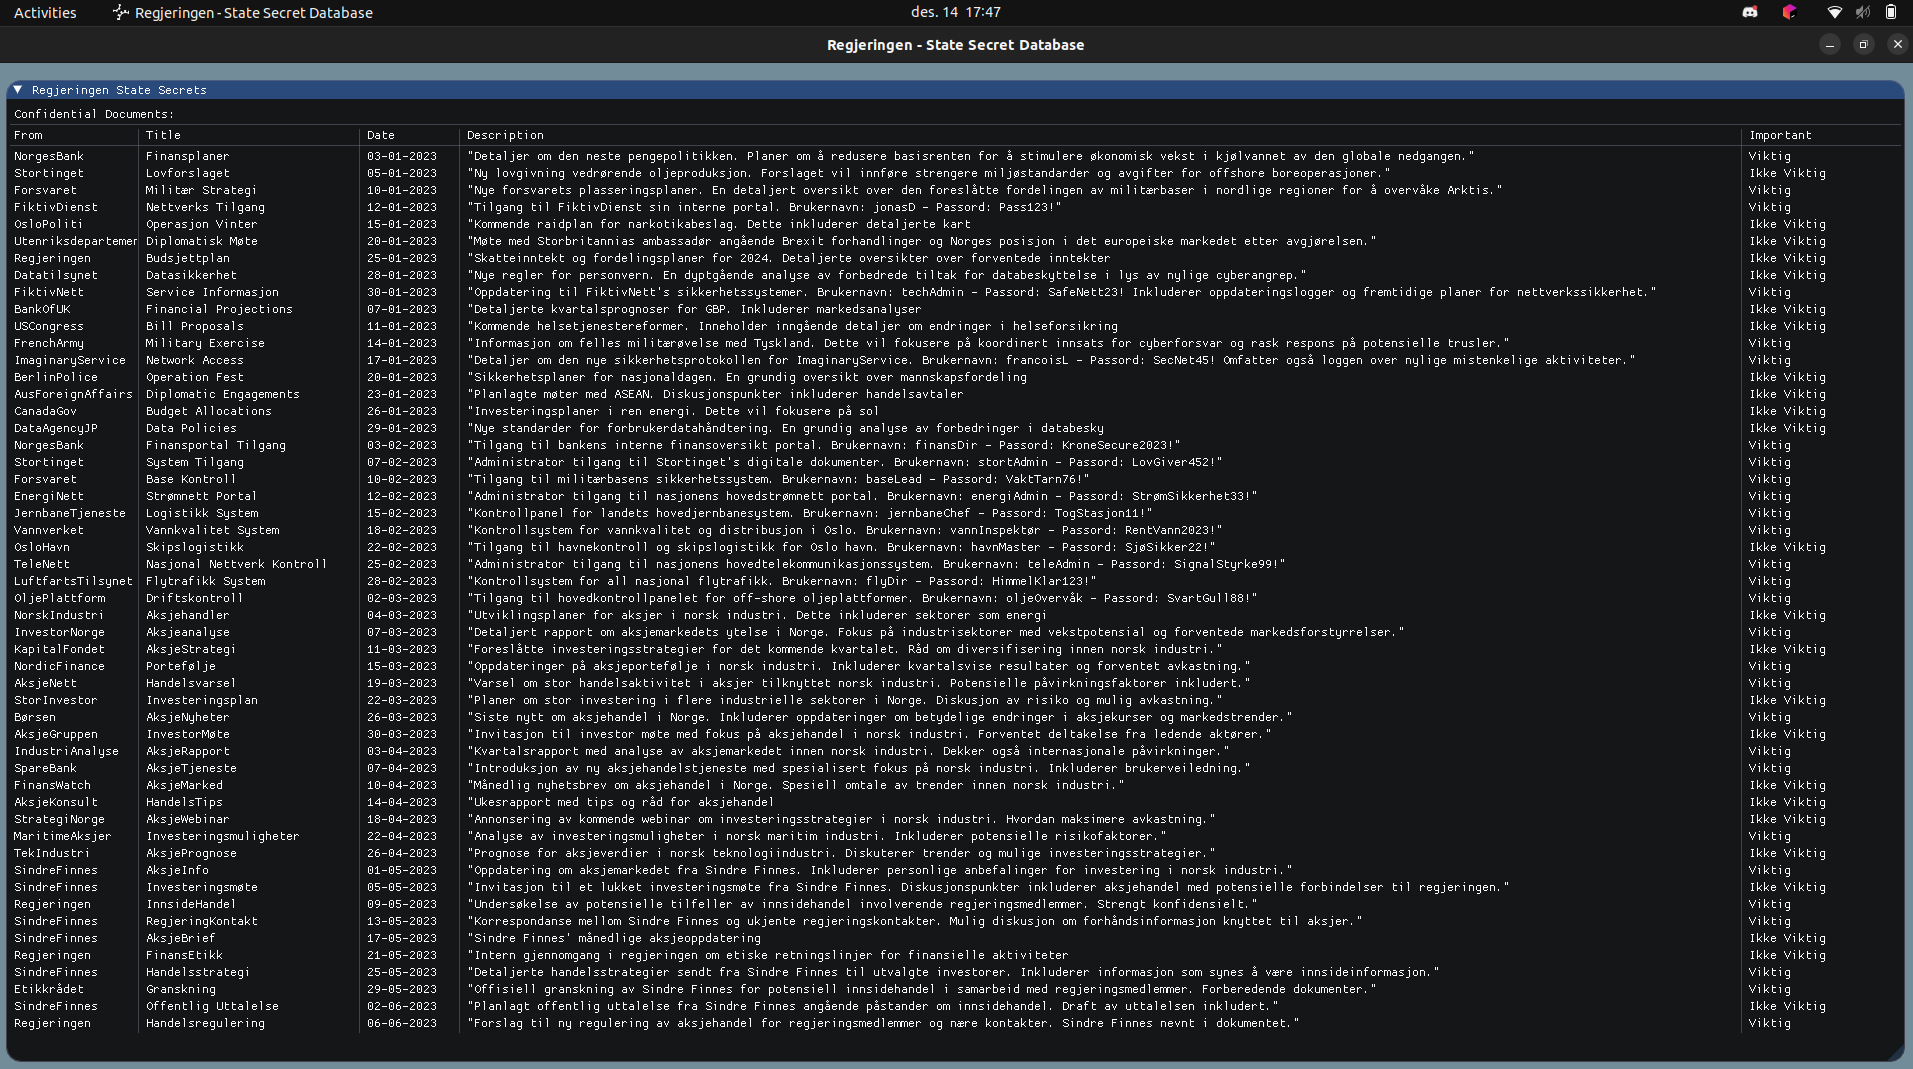 Activities Regjeringen - State Secret Database des. 14 17:47
Regjeringen - State Secret Database
Regjeringen State Secrets
Confidential Documents:
From Title Date Description Important
NorgesBank Finansplaner 03-01-2023 "Detaljer om den neste pengepolitikken. Planer om å redusere basisrenten for å stimulere økonomisk vekst i kjølvannet av den globale nedgangen." Viktig
Stortinget Lovforslaget 05-01-2023 "Ny lovgivning vedrørende oljeproduksjon. Forslaget vil innføre strengere miljøstandarder og avgifter for offshore boreoperasjoner." Ikke Viktig
Forsvaret Militær Strategi 10-01-2023 "Nye forsvarets plasseringsplaner. En detaljert oversikt over den foreslåtte fordelingen av militærbaser i nordlige regioner for å overvåke Arktis." Viktig
FiktivDienst Nettverks Tilgang 12-01-2023 "Tilgang til FiktivDienst sin interne portal. Brukernavn: jonasD - Passord: Pass123!" Viktig
OsloPoliti Operasjon Vinter 15-01-2023 "Kommende raidplan for narkotikabeslag. Dette inkluderer detaljerte kart Ikke Viktig
Utenriksdepartemen Diplomatisk Møte 20-01-2023 "Møte med Storbritannias ambassadør angående Brexit forhandlinger og Norges posisjon i det europeiske markedet etter avgjørelsen." Ikke Viktig
Regjeringen Budsjettplan 25-01-2023 "Skatteinntekt og fordelingsplaner for 2024. Detaljerte oversikter over forventede inntekter Ikke Viktig
Datatilsynet Datasikkerhet 28-01-2023 "Nye regler for personvern. En dyptgående analyse av forbedrede tiltak for databeskyttelse i lys av nylige cyberangrep." Ikke Viktig
FiktivNett Service Informasjon 30-01-2023 "Oppdatering til FiktivNett's sikkerhetssystemer. Brukernavn: techAdmin - Passord: SafeNett23! Inkluderer oppdateringslogger og fremtidige planer for nettverkssikkerhet." Viktig
BankOfUK Financial Projections 07-01-2023 "Detaljerte kvartalsprognoser for GBP. Inkluderer markedsanalyser Ikke Viktig
USCongress Bill Proposals 11-01-2023 "Kommende helsetjenestereformer. Inneholder inngående detaljer om endringer i helseforsikring Ikke Viktig
FrenchArmy Military Exercise 14-01-2023 "Informasjon om felles militærøvelse med Tyskland. Dette vil fokusere på koordinert innsats for cyberforsvar og rask respons på potensielle trusler." Viktig
ImaginaryService Network Access 17-01-2023 "Detaljer om den nye sikkerhetsprotokollen for ImaginaryService. Brukernavn: francoisL - Passord: SecNet45! Omfatter også loggen over nylige mistenkelige aktiviteter." Viktig
BerlinPolice Operation Fest 20-01-2023 "Sikkerhetsplaner for nasjonaldagen. En grundig oversikt over mannskapsfordeling Ikke Viktig
AusForeignAffairs Diplomatic Engagements 23-01-2023 "Planlagte møter med ASEAN. Diskusjonspunkter inkluderer handelsavtaler Ikke Viktig
CanadaGov Budget Allocations 26-01-2023 "Investeringsplaner i ren energi. Dette vil fokusere på sol Ikke Viktig
DataAgencyJP Data Policies 29-01-2023 "Nye standarder for forbrukerdatahåndtering. En grundig analyse av forbedringer i databesky Ikke Viktig
NorgesBank Finansportal Tilgang 03-02-2023 "Tilgang til bankens interne finansoversikt portal. Brukernavn: finansDir - Passord: KroneSecure2023!" Viktig
Stortinget System Tilgang 07-02-2023 "Administrator tilgang til Stortinget's digitale dokumenter. Brukernavn: stortAdmin - Passord: LovGiver452!" Viktig
Forsvaret Base Kontroll 10-02-2023 "Tilgang til militærbasens sikkerhetssystem. Brukernavn: baseLead - Passord: VaktTarn76!" Viktig
EnergiNett Strømnett Portal 12-02-2023 "Administrator tilgang til nasjonens hovedstrømnett portal. Brukernavn: energiAdmin - Passord: StrømSikkerhet33!" Viktig
JernbaneTjeneste Logistikk System 15-02-2023 "Kontrollpanel for landets hovedjernbanesystem. Brukernavn: jernbaneChef - Passord: TogStasjon11!" Viktig
Vannverket Vannkvalitet System 18-02-2023 "Kontrollsystem for vannkvalitet og distribusjon i Oslo. Brukernavn: vannInspektør - Passord: RentVann2023!" Viktig
OsloHavn Skipslogistikk 22-02-2023 "Tilgang til havnekontroll og skipslogistikk for Oslo havn. Brukernavn: havnMaster - Passord: SjøSikker22!" Ikke Viktig
TeleNett Nasjonal Nettverk Kontroll 25-02-2023 "Administrator tilgang til nasjonens hovedtelekommunikasjonssystem. Brukernavn: teleAdmin - Passord: SignalStyrke99!" Viktig
LuftfartsTilsynet Flytrafikk System 28-02-2023 "Kontrollsystem for all nasjonal flytrafikk. Brukernavn: flyDir - Passord: HimmelKlar123!" Viktig
OljePlattform Driftskontroll 02-03-2023 "Tilgang til hovedkontrollpanelet for off-shore oljeplattformer. Brukernavn: oljeOvervåk - Passord: SvartGull88!" Viktig
NorskIndustri Aksjehandler 04-03-2023 "Utviklingsplaner for aksjer i norsk industri. Dette inkluderer sektorer som energi Ikke Viktig
InvestorNorge Aksjeanalyse 07-03-2023 "Detaljert rapport om aksjemarkedets ytelse i Norge. Fokus på industrisektorer med vekstpotensial og forventede markedsforstyrrelser." Viktig
KapitalFondet AksjeStrategi 11-03-2023 "Foreslåtte investeringsstrategier for det kommende kvartalet. Råd om diversifisering innen norsk industri." Ikke Viktig
NordicFinance Portefølje 15-03-2023 "Oppdateringer på aksjeportefølje i norsk industri. Inkluderer kvartalsvise resultater og forventet avkastning." Viktig
AksjeNett Handelsvarsel 19-03-2023 "Varsel om stor handelsaktivitet i aksjer tilknyttet norsk industri. Potensielle påvirkningsfaktorer inkludert." Viktig
StorInvestor Investeringsplan 22-03-2023 "Planer om stor investering i flere industrielle sektorer i Norge. Diskusjon av risiko og mulig avkastning." Ikke Viktig
Børsen AksjeNyheter 26-03-2023 "Siste nytt om aksjehandel i Norge. Inkluderer oppdateringer om betydelige endringer i aksjekurser og markedstrender." Viktig
AksjeGruppen InvestorMøte 30-03-2023 "Invitasjon til investor møte med fokus på aksjehandel i norsk industri. Forventet deltakelse fra ledende aktører." Ikke Viktig
IndustriAnalyse AksjeRapport 03-04-2023 "Kvartalsrapport med analyse av aksjemarkedet innen norsk industri. Dekker også internasjonale påvirkninger." Viktig
SpareBank AksjeTjeneste 07-04-2023 "Introduksjon av ny aksjehandelstjeneste med spesialisert fokus på norsk industri. Inkluderer brukerveiledning." Viktig
FinansWatch AksjeMarked 10-04-2023 "Månedlig nyhetsbrev om aksjehandel i Norge. Spesiell omtale av trender innen norsk industri." Ikke Viktig
AksjeKonsult HandelsTips 14-04-2023 "Ukesrapport med tips og råd for aksjehandel Ikke Viktig
StrategiNorge AksjeWebinar 18-04-2023 "Annonsering av kommende webinar om investeringsstrategier i norsk industri. Hvordan maksimere avkastning." Ikke Viktig
MaritimeAksjer Investeringsmuligheter 22-04-2023 "Analyse av investeringsmuligheter i norsk maritim industri. Inkluderer potensielle risikofaktorer." Viktig
TekIndustri AksjePrognose 26-04-2023 "Prognose for aksjeverdier i norsk teknologiindustri. Diskuterer trender og mulige investeringsstrategier." Ikke Viktig
SindreFinnes AksjeInfo 01-05-2023 "Oppdatering om aksjemarkedet fra Sindre Finnes. Inkluderer personlige anbefalinger for investering i norsk industri." Viktig
SindreFinnes Investeringsmøte 05-05-2023 "Invitasjon til et lukket investeringsmøte fra Sindre Finnes. Diskusjonspunkter inkluderer aksjehandel med potensielle forbindelser til regjeringen." Ikke Viktig
Regjeringen InnsideHandel 09-05-2023 "Undersøkelse av potensielle tilfeller av innsidehandel involverende regjeringsmedlemmer. Strengt konfidensielt." Viktig
SindreFinnes RegjeringKontakt 13-05-2023 "Korrespondanse mellom Sindre Finnes og ukjente regjeringskontakter. Mulig diskusjon om forhåndsinformasjon knyttet til aksjer." Viktig
SindreFinnes AksjeBrief 17-05-2023 "Sindre Finnes' månedlige aksjeoppdatering Ikke Viktig
Regjeringen FinansEtikk 21-05-2023 "Intern gjennomgang i regjeringen om etiske retningslinjer for finansielle aktiviteter Ikke Viktig
SindreFinnes Handelsstrategi 25-05-2023 "Detaljerte handelsstrategier sendt fra Sindre Finnes til utvalgte investorer. Inkluderer informasjon som synes å være innsideinformasjon." Viktig
Etikkrådet Granskning 29-05-2023 "Offisiell granskning av Sindre Finnes for potensiell innsidehandel i samarbeid med regjeringsmedlemmer. Forberedende dokumenter." Viktig
SindreFinnes Offentlig Uttalelse 02-06-2023 "Planlagt offentlig uttalelse fra Sindre Finnes angående påstander om innsidehandel. Draft av uttalelsen inkludert." Ikke Viktig
Regjeringen Handelsregulering 06-06-2023 "Forslag til ny regulering av aksjehandel for regjeringsmedlemmer og nære kontakter. Sindre Finnes nevnt i dokumentet." Viktig